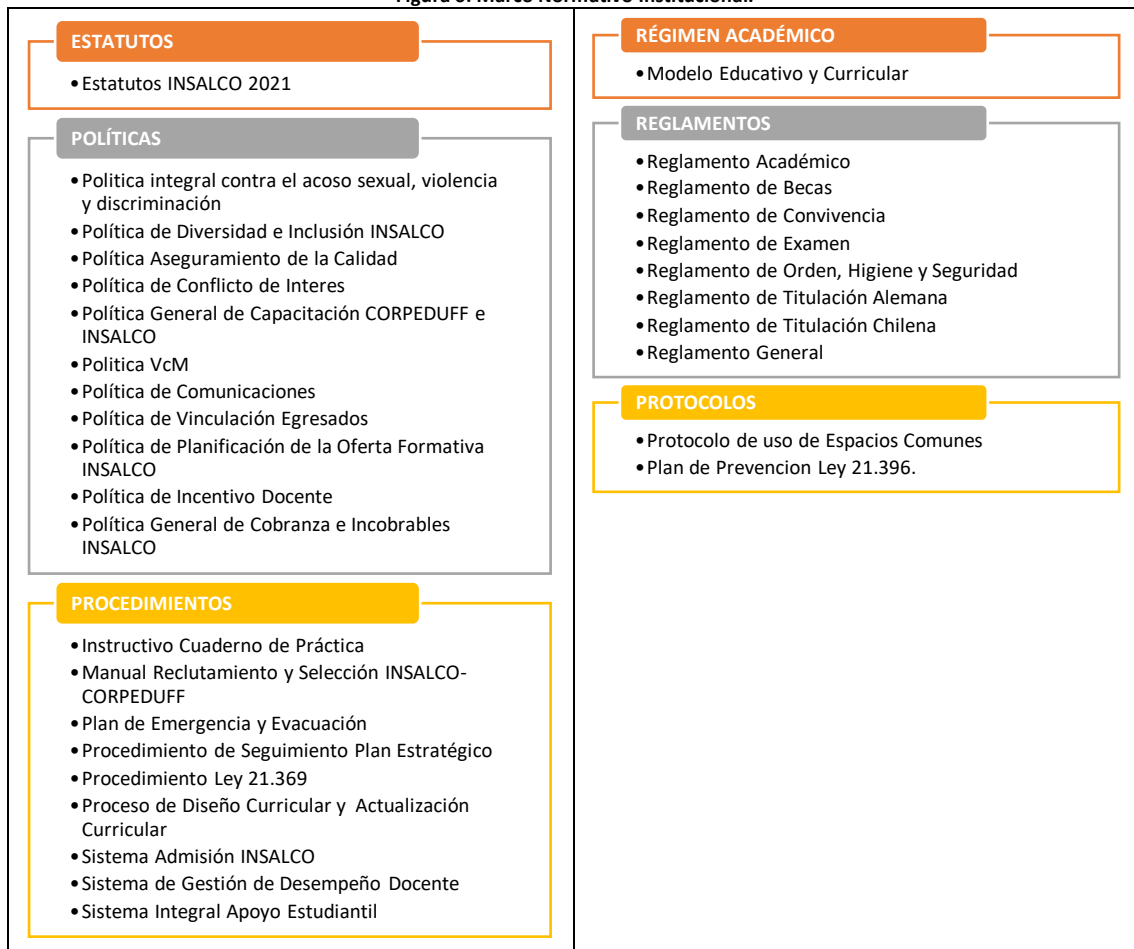 ESTATUTOS
•Estatutos INSALCO 2021
POLÍTICAS
•Politica integral contra el acoso sexual, violencia
y discriminación
•Política de Diversidad e Inclusión INSALCO
•Política Aseguramiento de la Calidad
•Política de Conflicto de Interes
•Política General de Capacitación CORPEDUFF e
INSALCO
•Politica VcM
•Política de Comunicaciones
•Política de Vinculación Egresados
•Política de Planificación de la Oferta Formativa
INSALCO
•Política de Incentivo Docente
•Política General de Cobranza e Incobrables
INSALCO
PROCEDIMIENTOS
•Instructivo Cuaderno de Práctica
•Manual Reclutamiento y Selección INSALCO-
CORPEDUFF
•Plan de Emergencia y Evacuación
•Procedimiento de Seguimiento Plan Estratégico
•Procedimiento Ley 21.369
•Proceso de Diseño Curricular y Actualización
Curricular
•Sistema Admisión INSALCO
•Sistema de Gestión de Desempeño Docente
•Sistema Integral Apoyo Estudiantil
RÉGIMEN ACADÉMICO
•Modelo Educativo y Curricular
REGLAMENTOS
•Reglamento Académico
•Reglamento de Becas
•Reglamento de Convivencia
•Reglamento de Examen
•Reglamento de Orden, Higiene y Seguridad
•Reglamento de Titulación Alemana
•Reglamento de Titulación Chilena
•Reglamento General
PROTOCOLOS
•Protocolo de uso de Espacios Comunes
•Plan de Prevencion Ley 21.396.